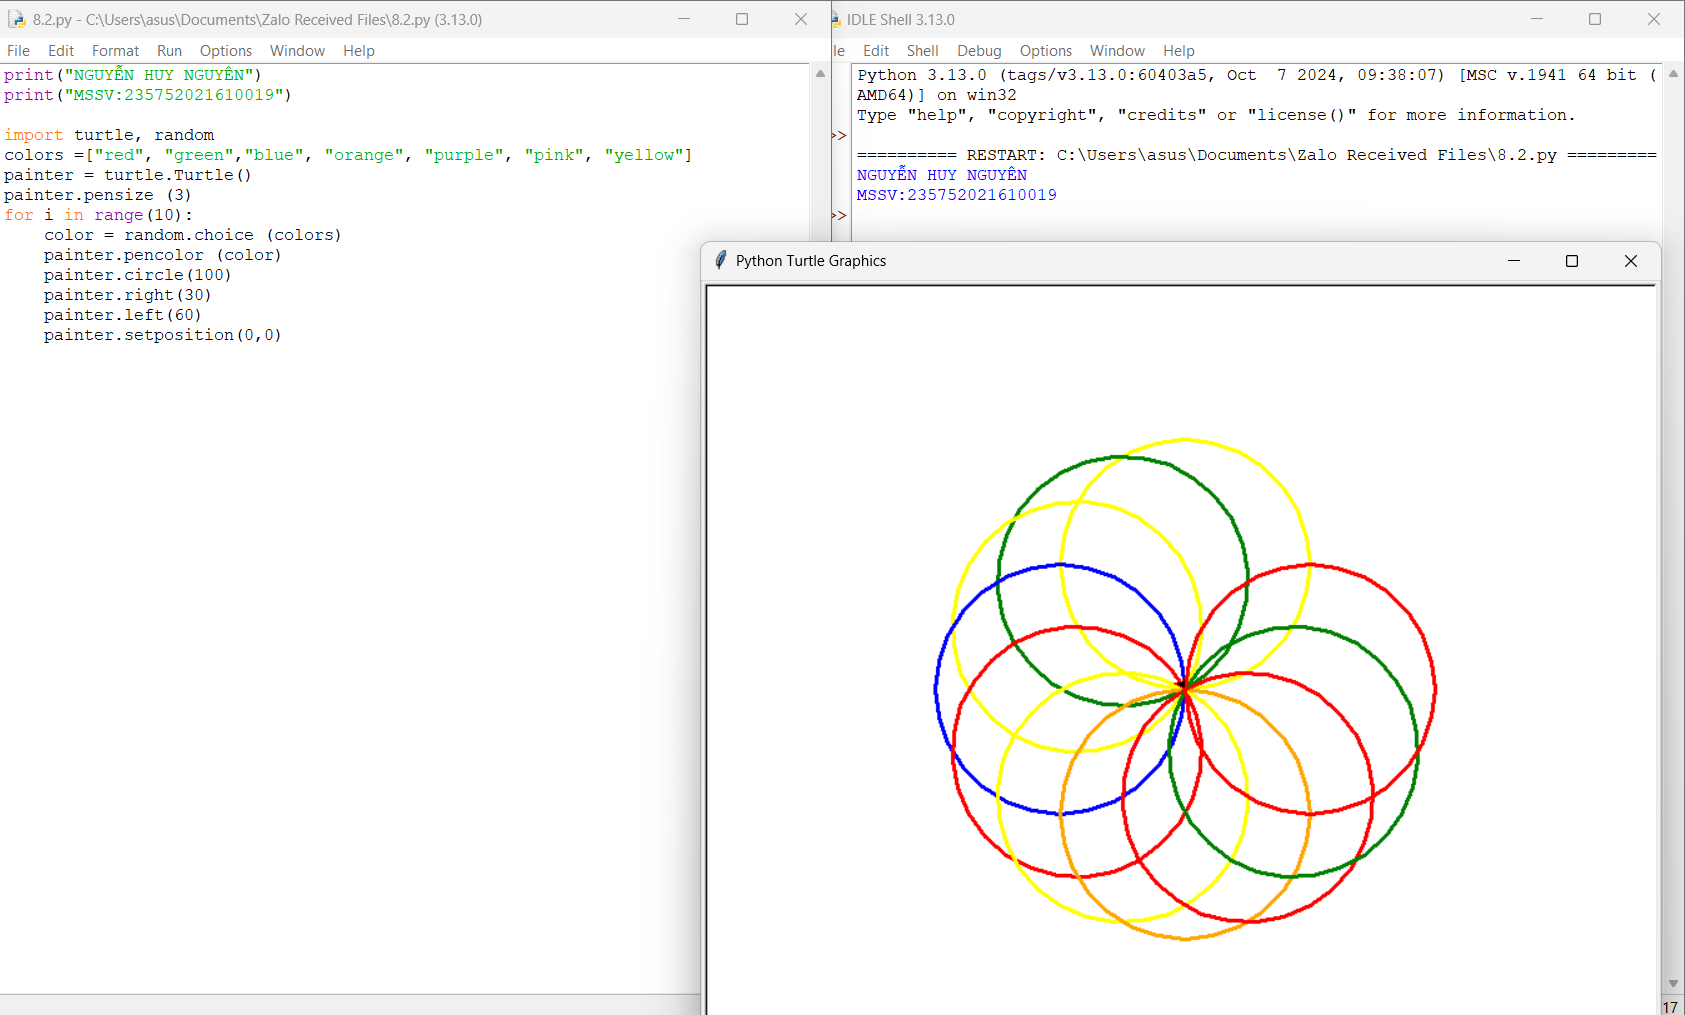 8.2.py - C:\Users\asus\Documents\Zalo Received Files\8.2.py (3.13.0)
File Edit Format Run Options Window Help
print("NGUYỄN HUY NGUYÊN")
print("MSSV:235752021610019")
import turtle, random
colors =["red", "green","blue", "orange", "purple", "pink", "yellow"]
painter = turtle.Turtle()
painter.pensize (3)
for i in range(10):
    color = random.choice (colors)
    painter.pencolor (color)
    painter.circle(100)
    painter.right(30)
    painter.left(60)
    painter.setposition(0,0)
IDLE Shell 3.13.0
le Edit Shell Debug Options Window Help
Python 3.13.0 (tags/v3.13.0:60403a5, Oct  7 2024, 09:38:07) [MSC v.1941 64 bit (
AMD64)] on win32
Type "help", "copyright", "credits" or "license()" for more information.
>>
========== RESTART: C:\Users\asus\Documents\Zalo Received Files\8.2.py =========
NGUYỄN HUY NGUYÊN
MSSV:235752021610019
>>
Python Turtle Graphics
17